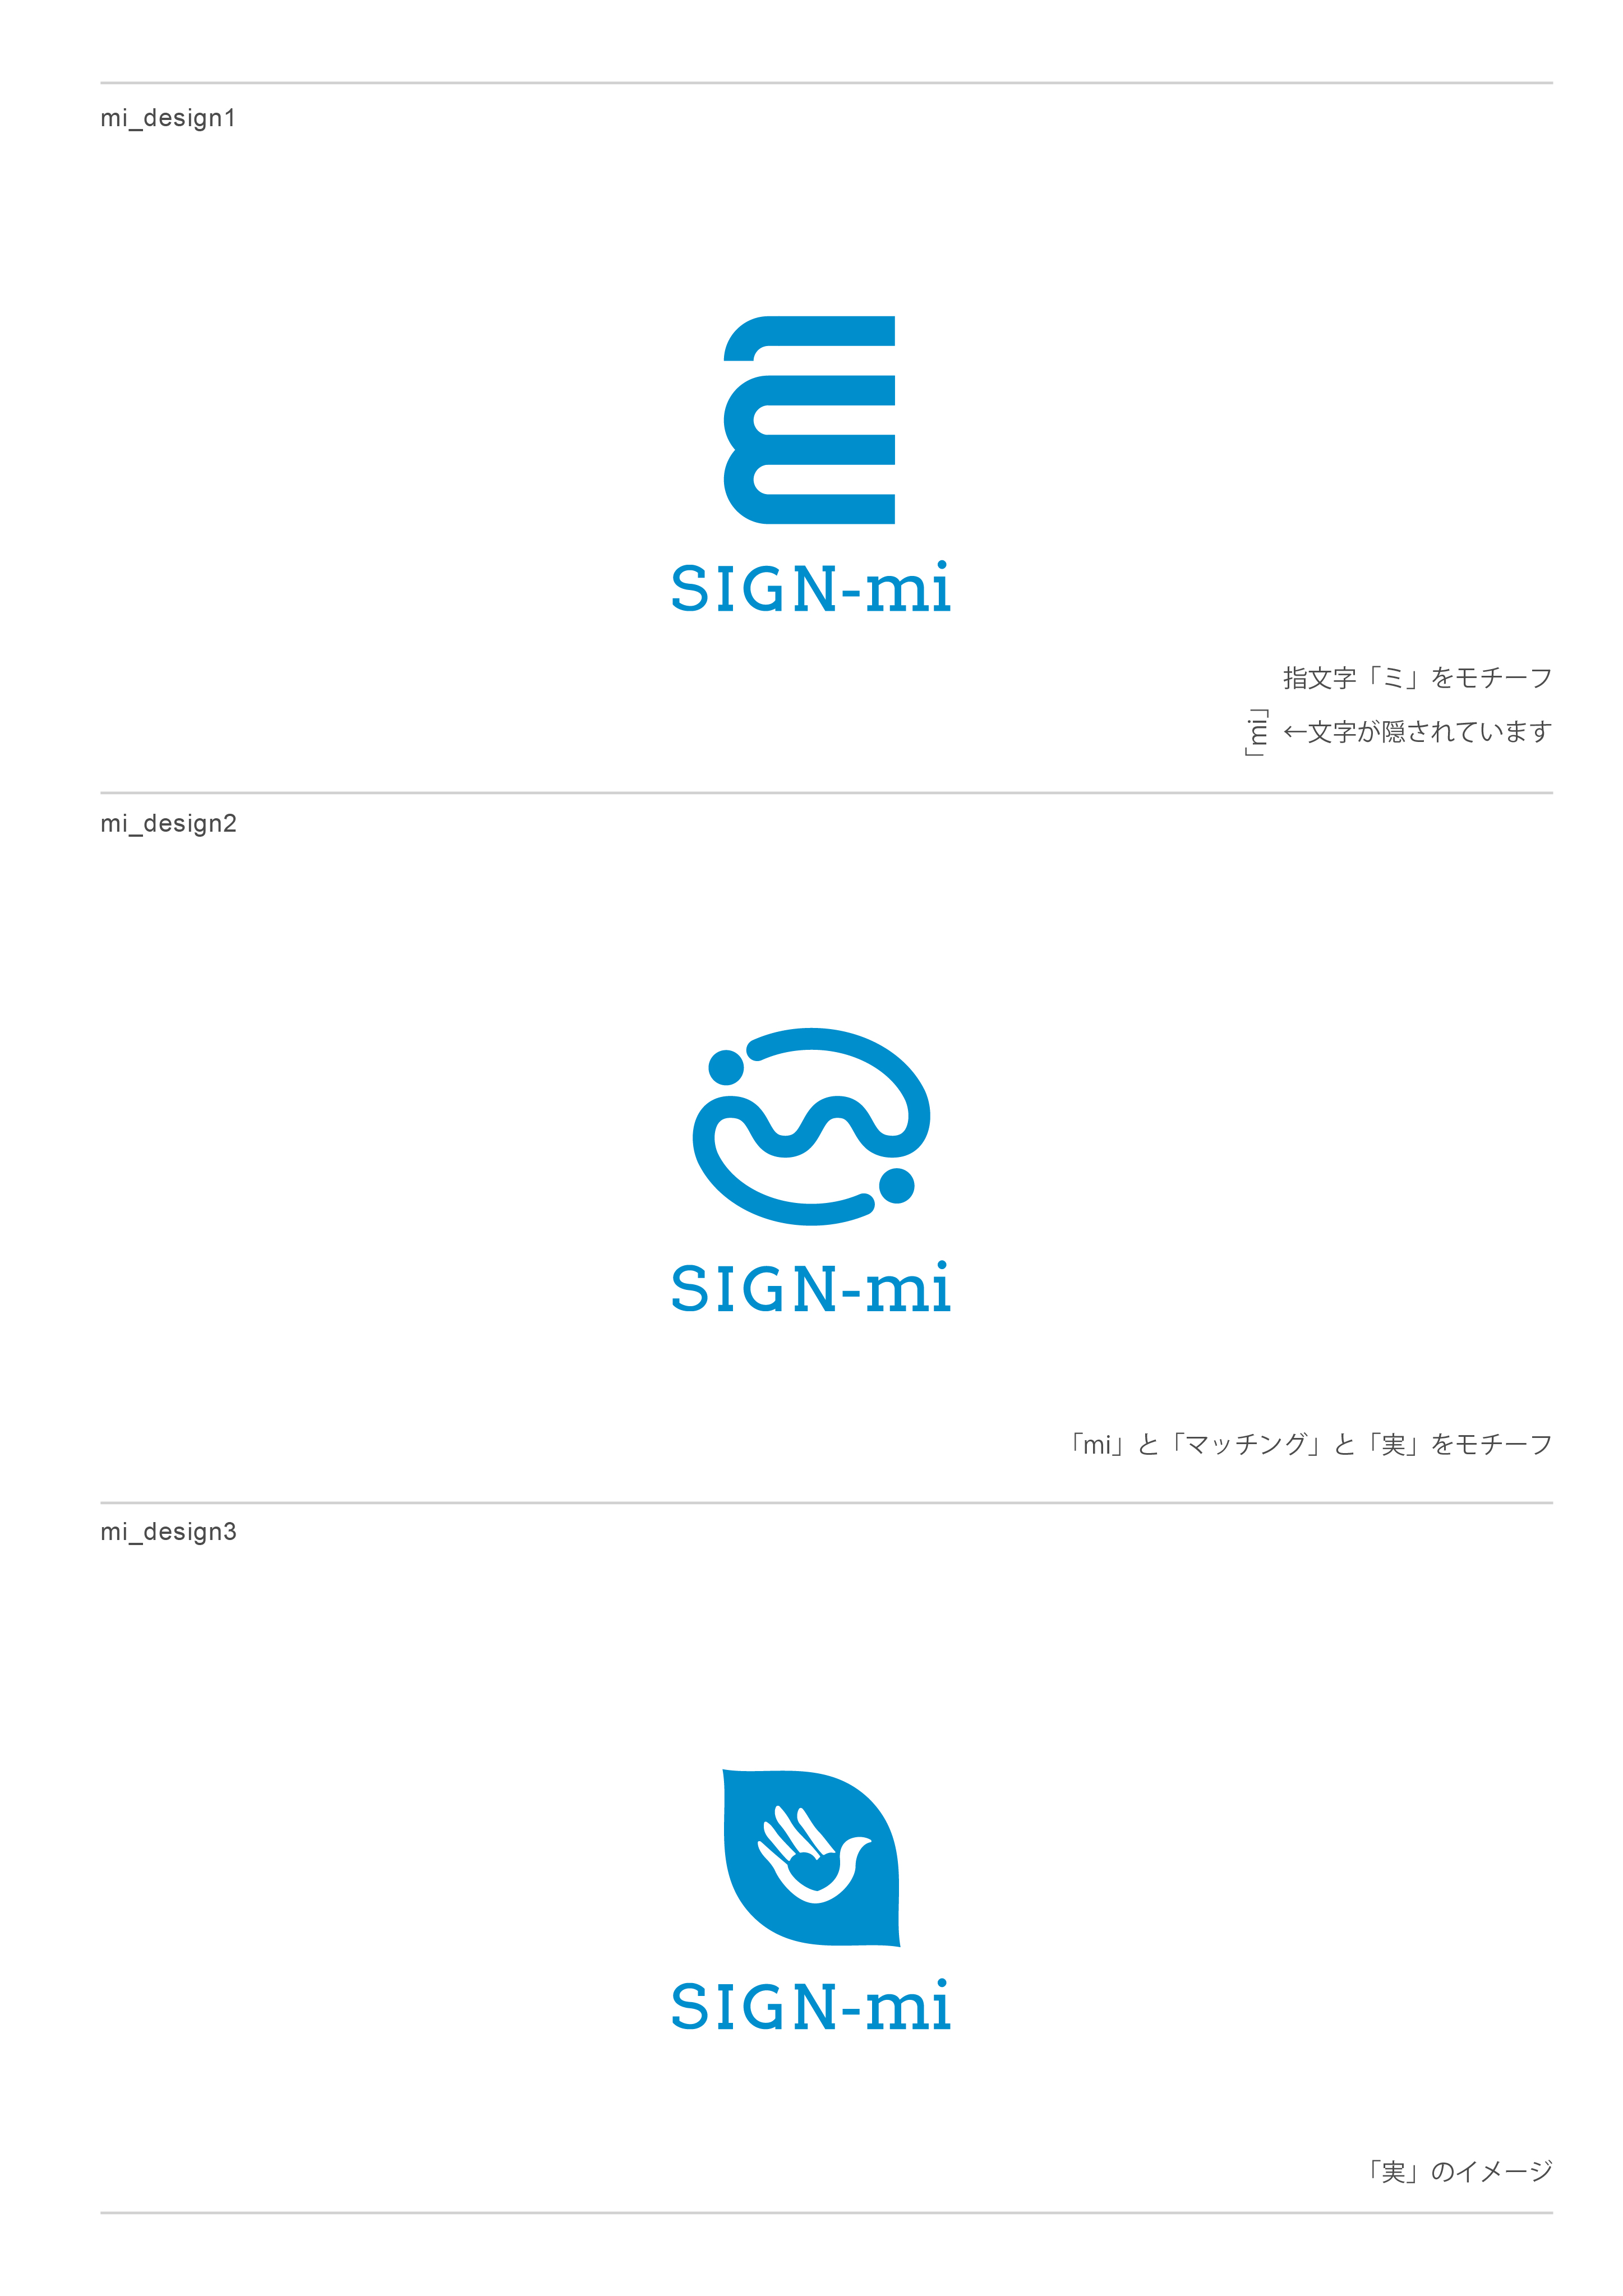 mi_design1
SIGN-mi
指文字「ミ」をモチーフ
「mi」 ←文字が隠されています
mi_design2
SIGN-mi
「mi」と「マッチング」と「実」をモチーフ
mi_design3
SIGN-mi
「実」のイメージ